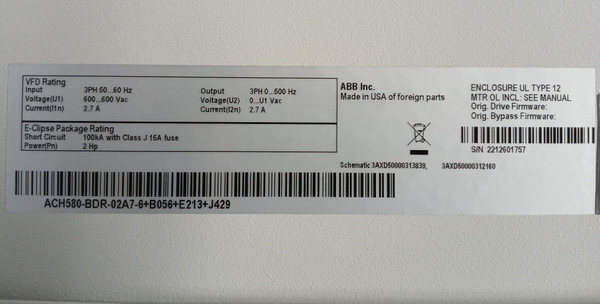 VFD Rating
Input 3PH 50...60 Hz Output 3PH 0...500 Hz
Voltage(U1) 600...600 Vac Voltage(U2) 0...U1 Vac
Current(I1n) 2.7 A Current(I2n) 2.7 A
E-Clipse Package Rating
Short Circuit 100kA with Class J 15A fuse
Power(Pn) 2 Hp
ABB Inc.
Made in USA of foreign parts
ENCLOSURE UL TYPE 12
MTR OL INCL: SEE MANUAL
Orig. Drive Firmware:
Orig. Bypass Firmware:
S/N 2212601757
Schematic 3AXD50000313839, 3AXD50000312160
ACH580-BDR-02A7-6+B056+E213+J429